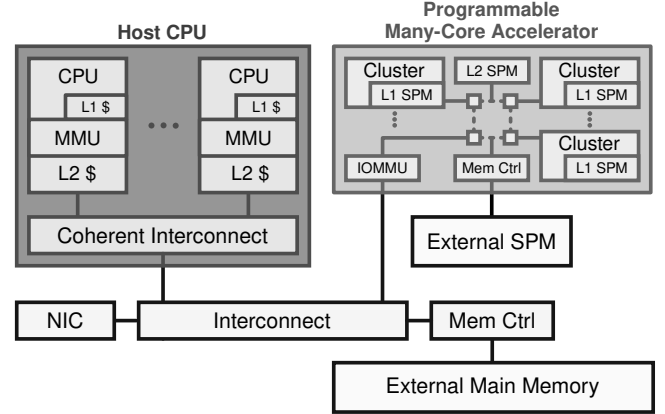 Host CPU
CPU
L1 $
MMU
L2 $
CPU
L1 $
MMU
L2 $
Coherent Interconnect
Programmable
Many-Core Accelerator
Cluster
L1 SPM
L2 SPM
Cluster
L1 SPM
Cluster
L1 SPM
IOMMU
Mem Ctrl
External SPM
NIC
Interconnect
Mem Ctrl
External Main Memory